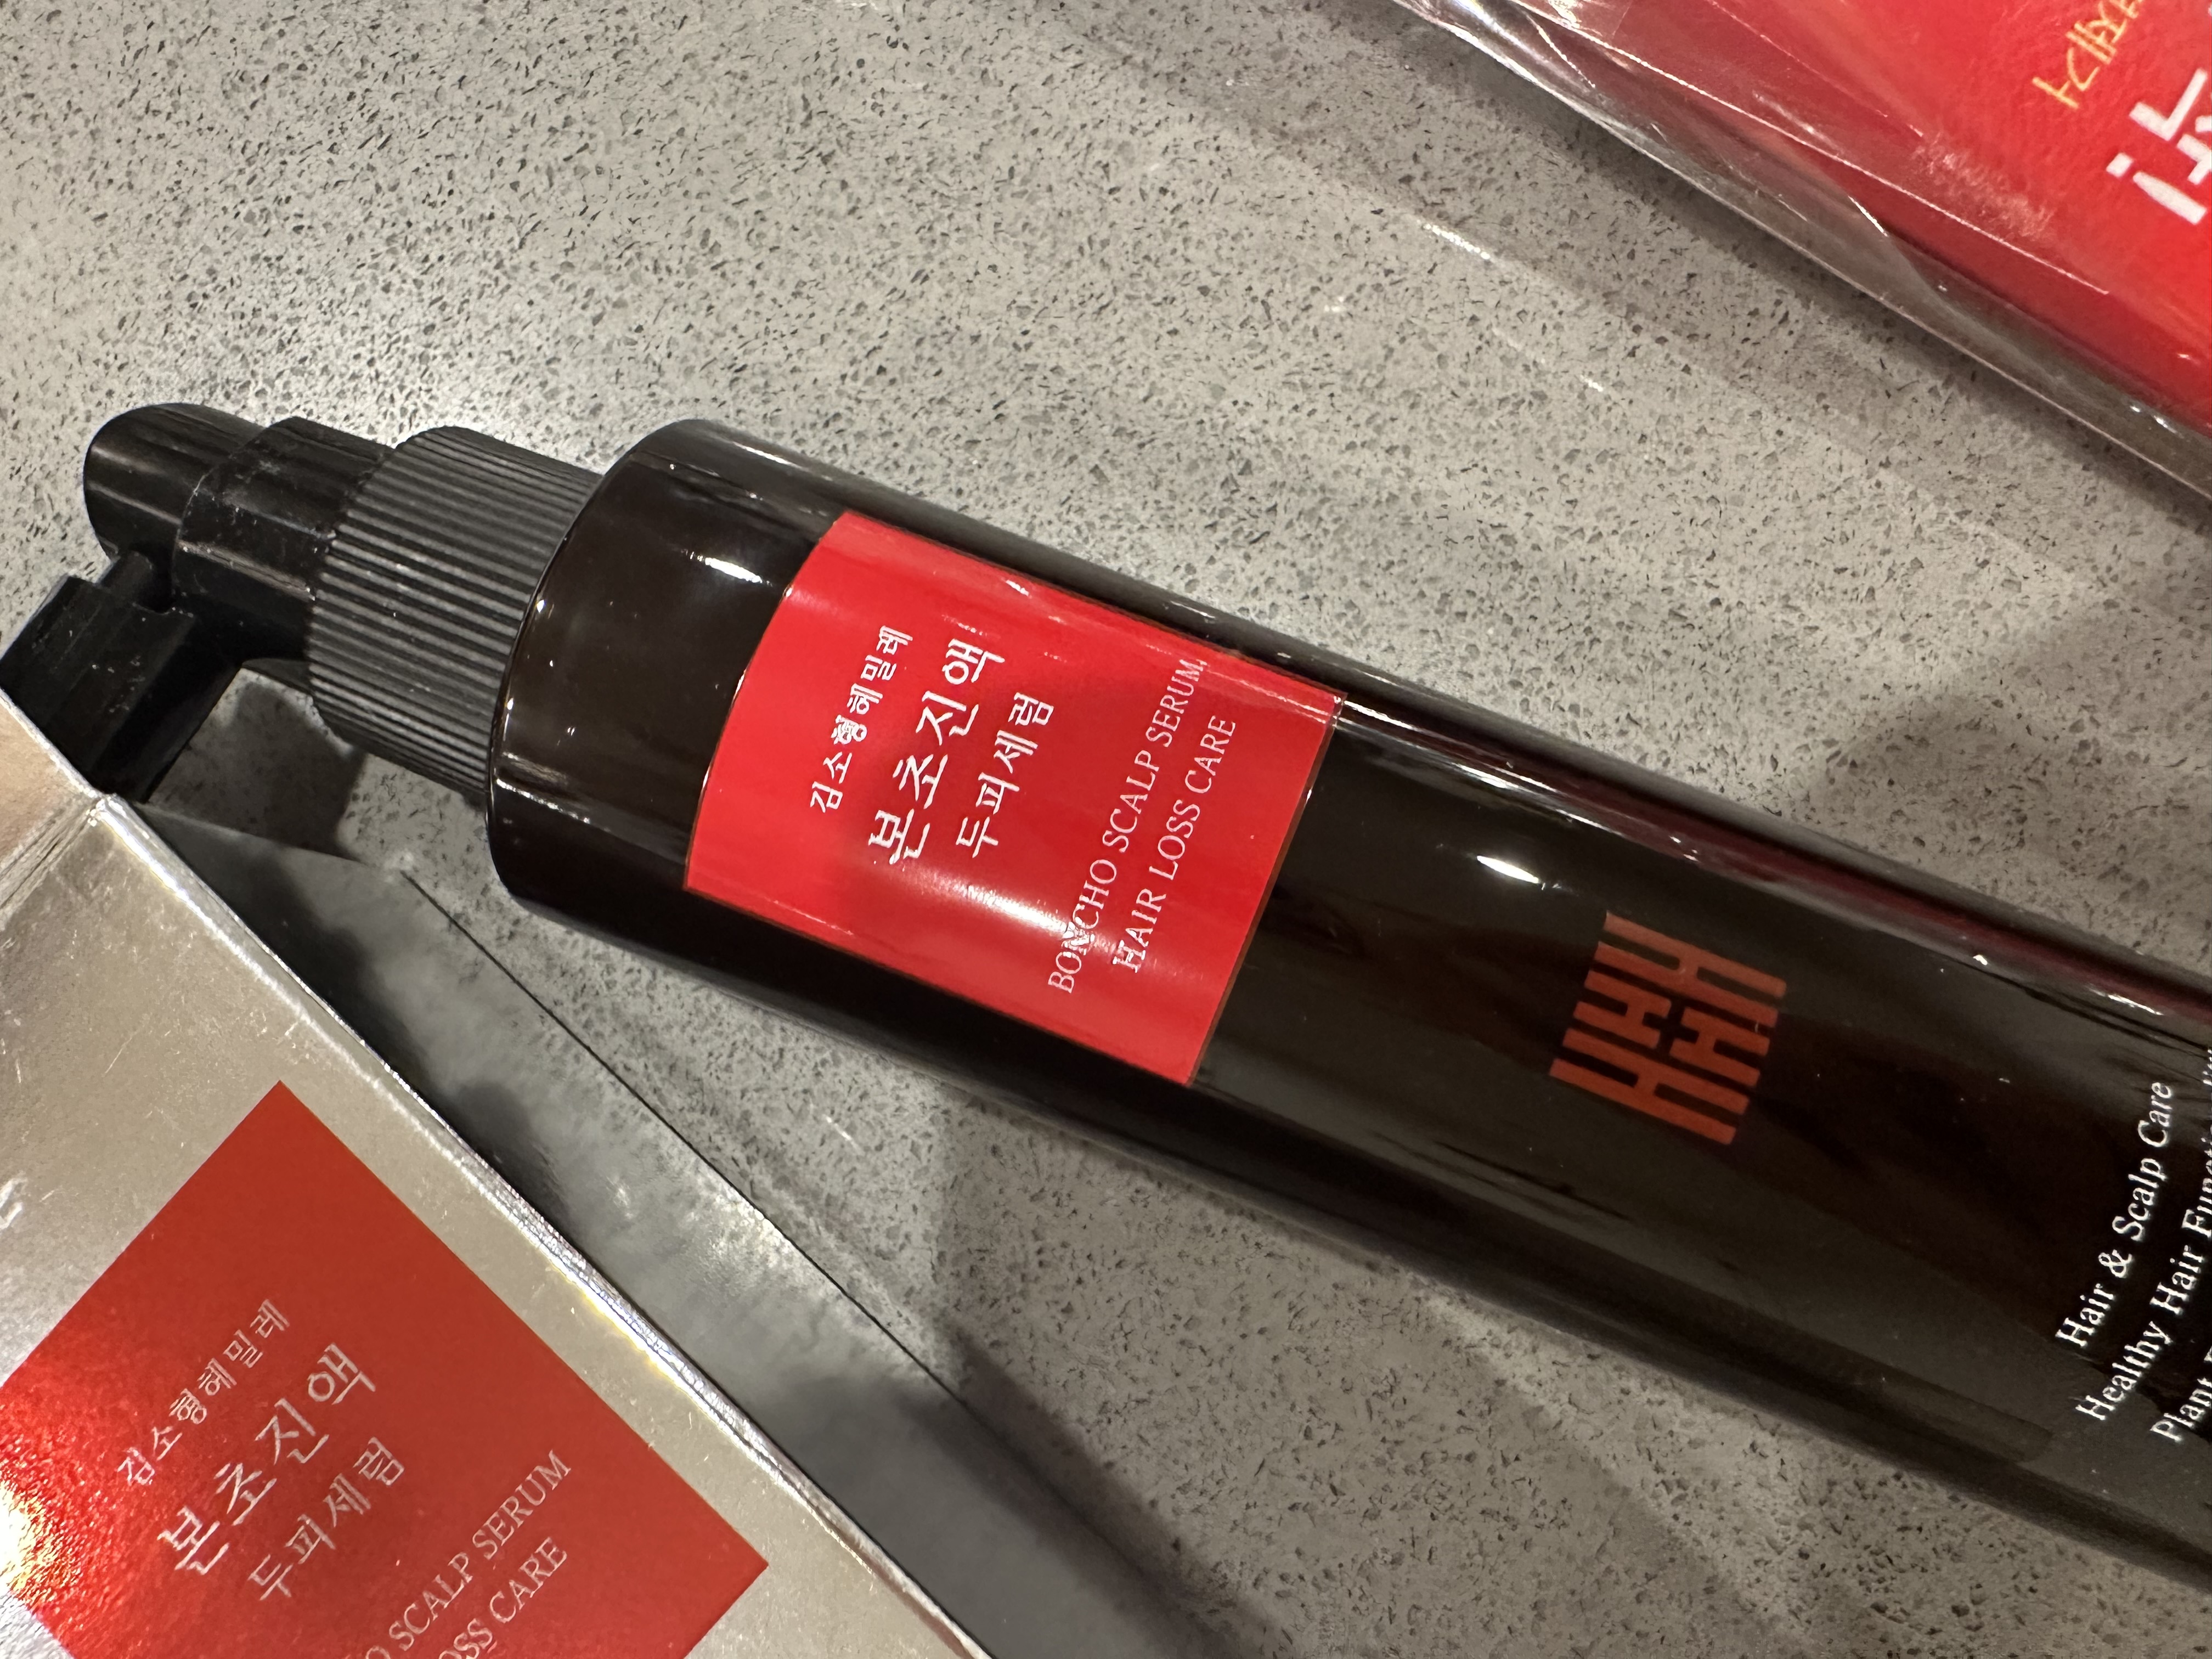 김소형헤밀레
본초진액
두피세럼
BONCHO SCALP SERUM
HAIR LOSS CARE
Hair & Scalp Care
Healthy Hair
Plant
김소형헤밀레
본초진액
두피세럼
SCALP SERUM
CARE